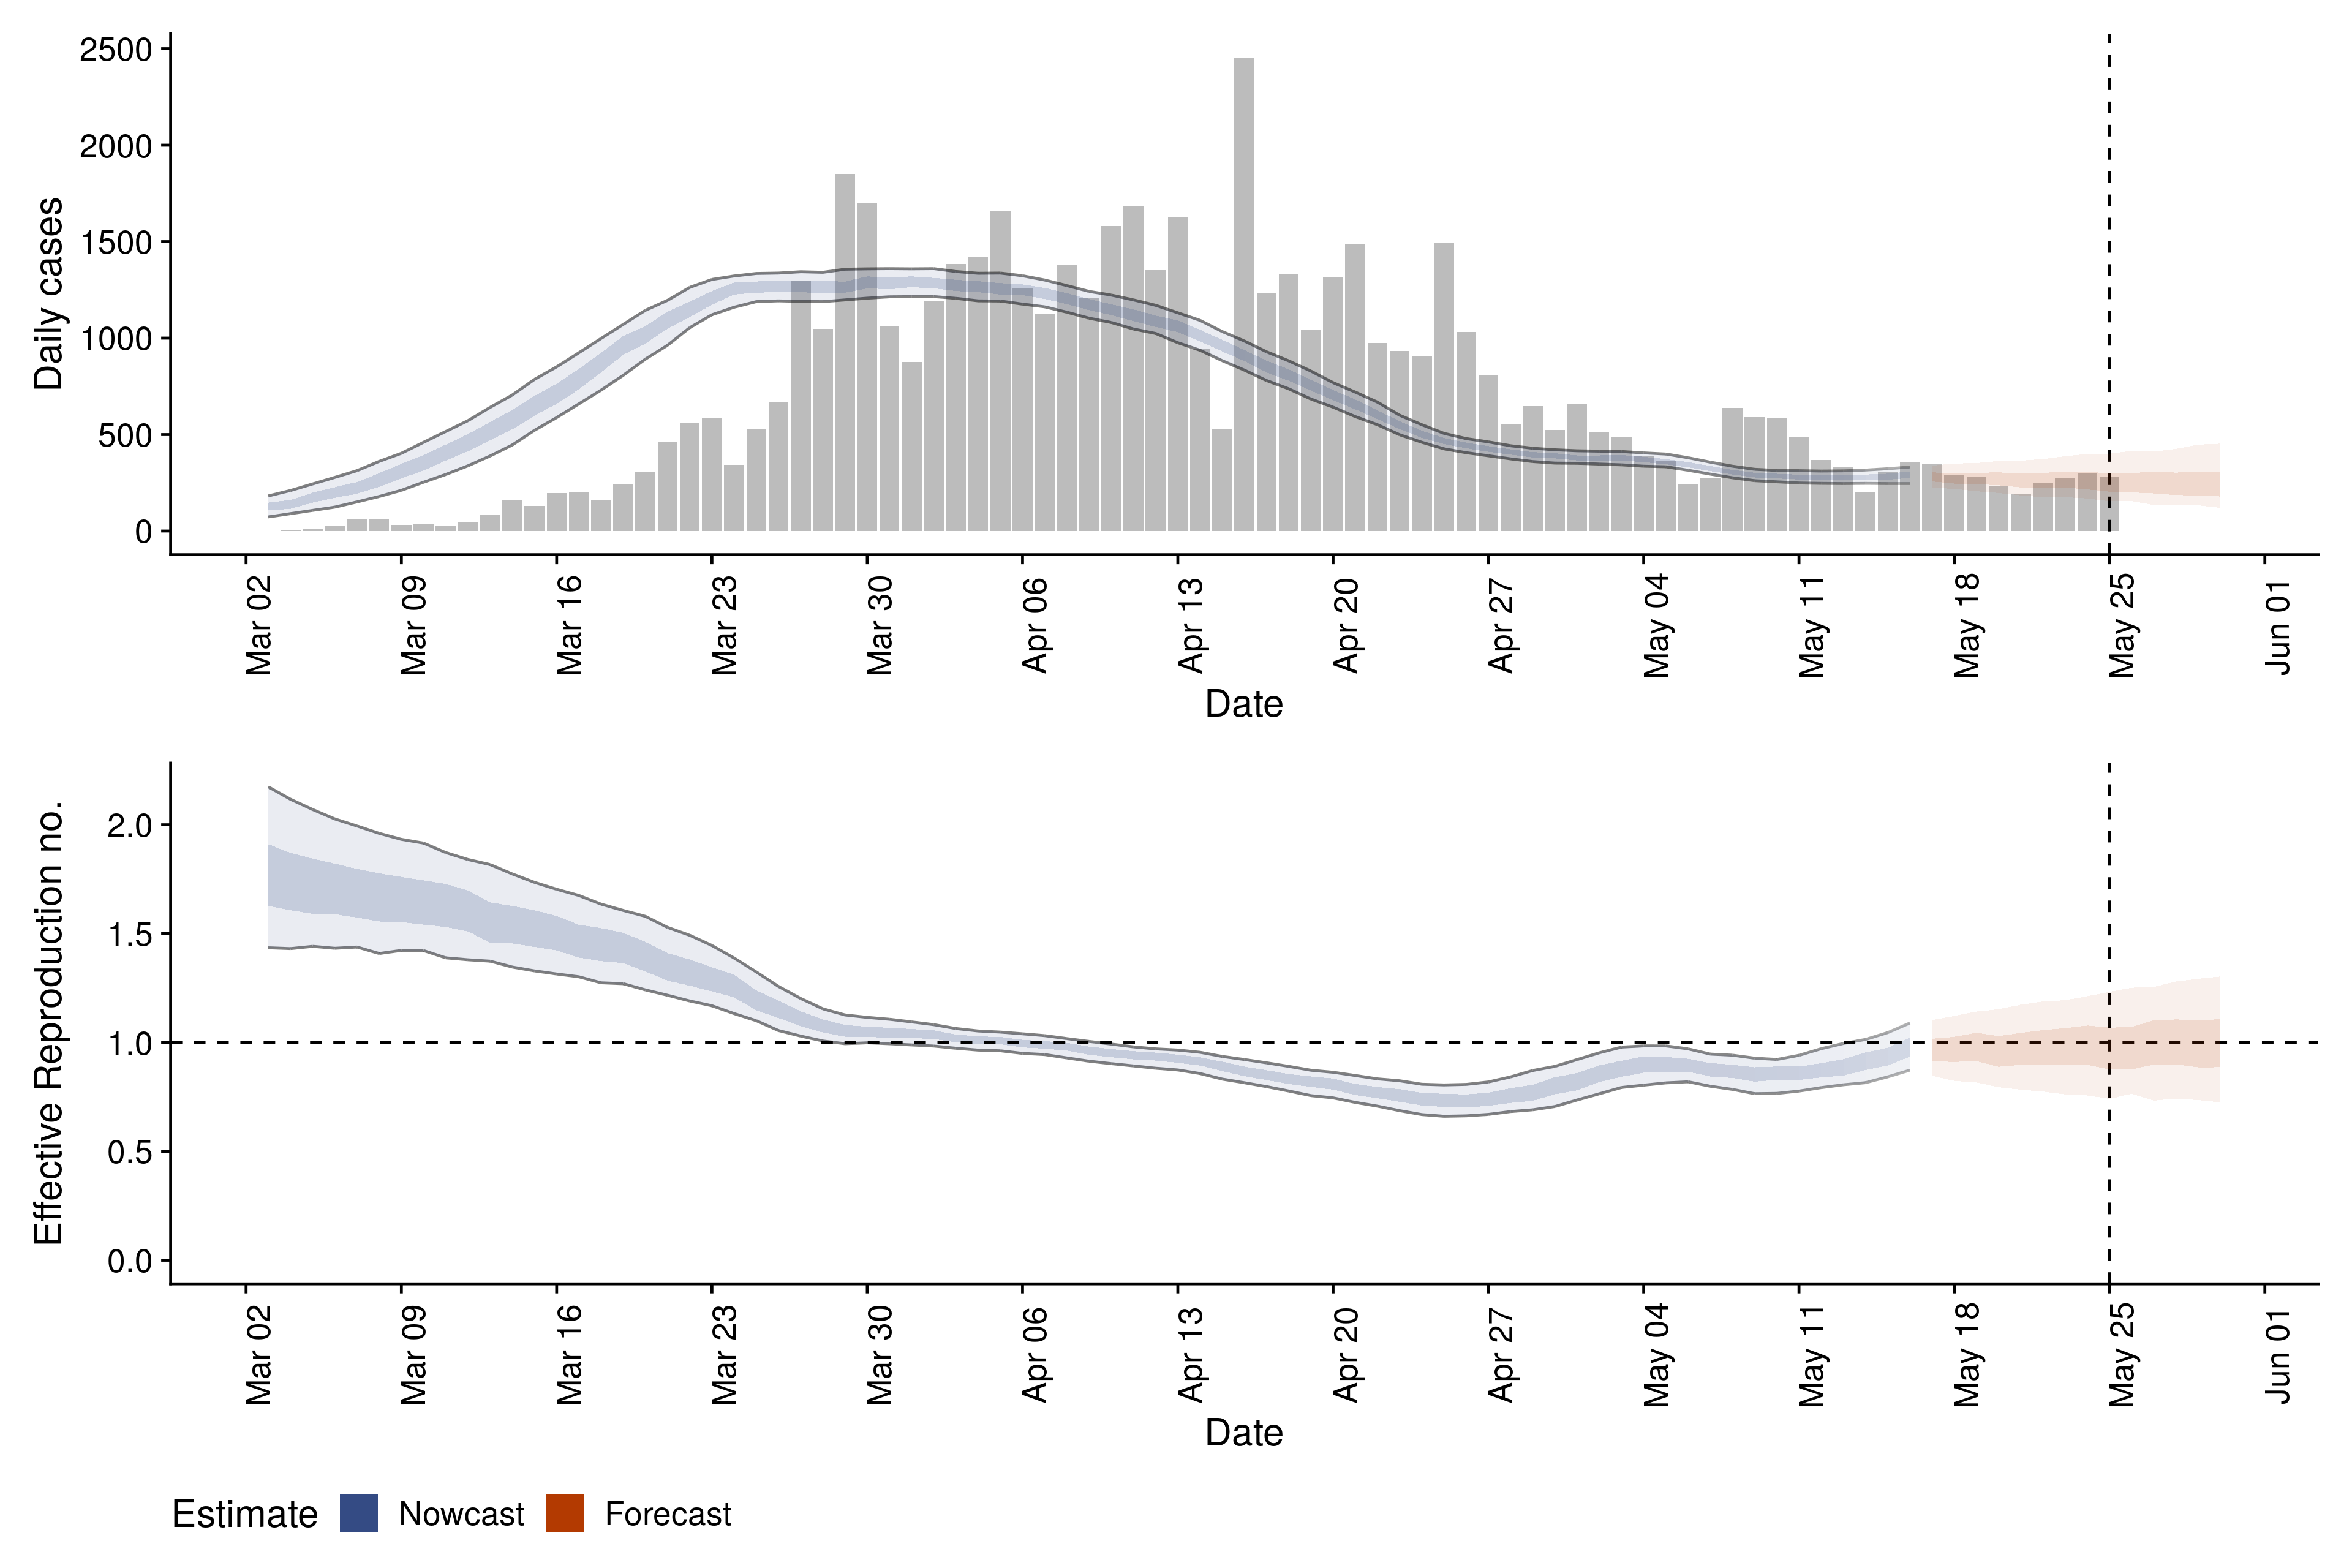 Daily cases
2500
2000
1500
1000
500
0
Mar 02 Mar 09 Mar 16 Mar 23 Mar 30 Apr 06 Apr 13 Apr 20 Apr 27 May 04 May 11 May 18 May 25 Jun 01
Date
Effective Reproduction no.
2.0
1.5
1.0
0.5
0.0
Mar 02 Mar 09 Mar 16 Mar 23 Mar 30 Apr 06 Apr 13 Apr 20 Apr 27 May 04 May 11 May 18 May 25 Jun 01
Date
Estimate Nowcast Forecast